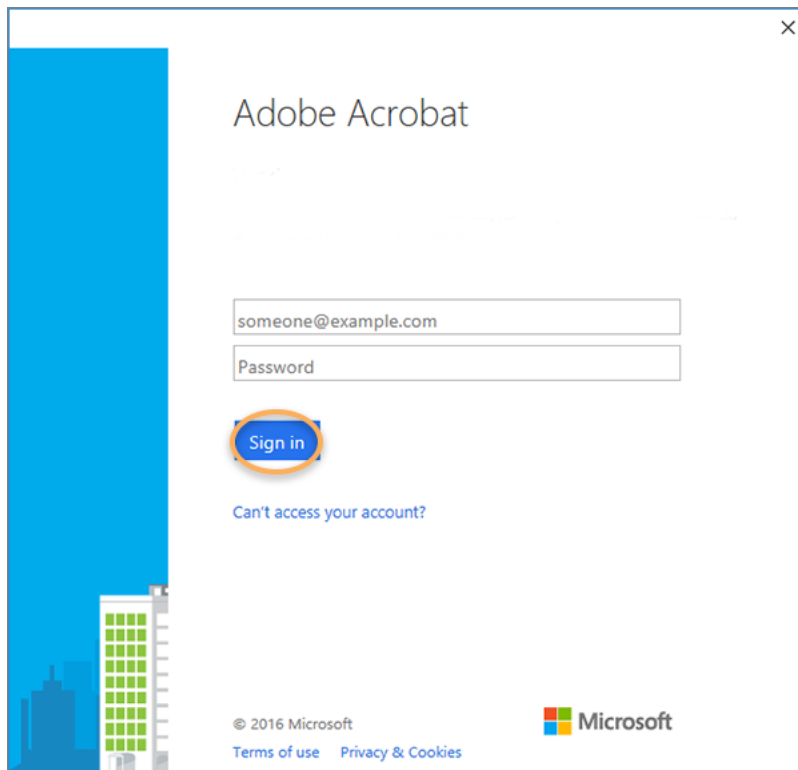 Adobe Acrobat
someone@example.com
Password
Sign in
Can't access your account?
© 2016 Microsoft
Microsoft
Terms of use Privacy & Cookies